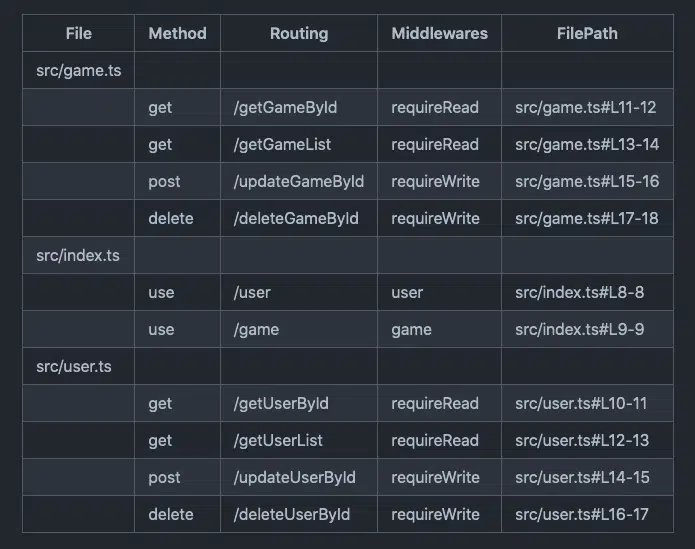 File Method Routing Middlewares FilePath
src/game.ts
get /getGameById requireRead src/game.ts#L11-12
get /getGameList requireRead src/game.ts#L13-14
post /updateGameById requireWrite src/game.ts#L15-16
delete /deleteGameById requireWrite src/game.ts#L17-18
src/index.ts
use /user user src/index.ts#L8-8
use /game game src/index.ts#L9-9
src/user.ts
get /getUserById requireRead src/user.ts#L10-11
get /getUserList requireRead src/user.ts#L12-13
post /updateUserById requireWrite src/user.ts#L14-15
delete /deleteUserById requireWrite src/user.ts#L16-17